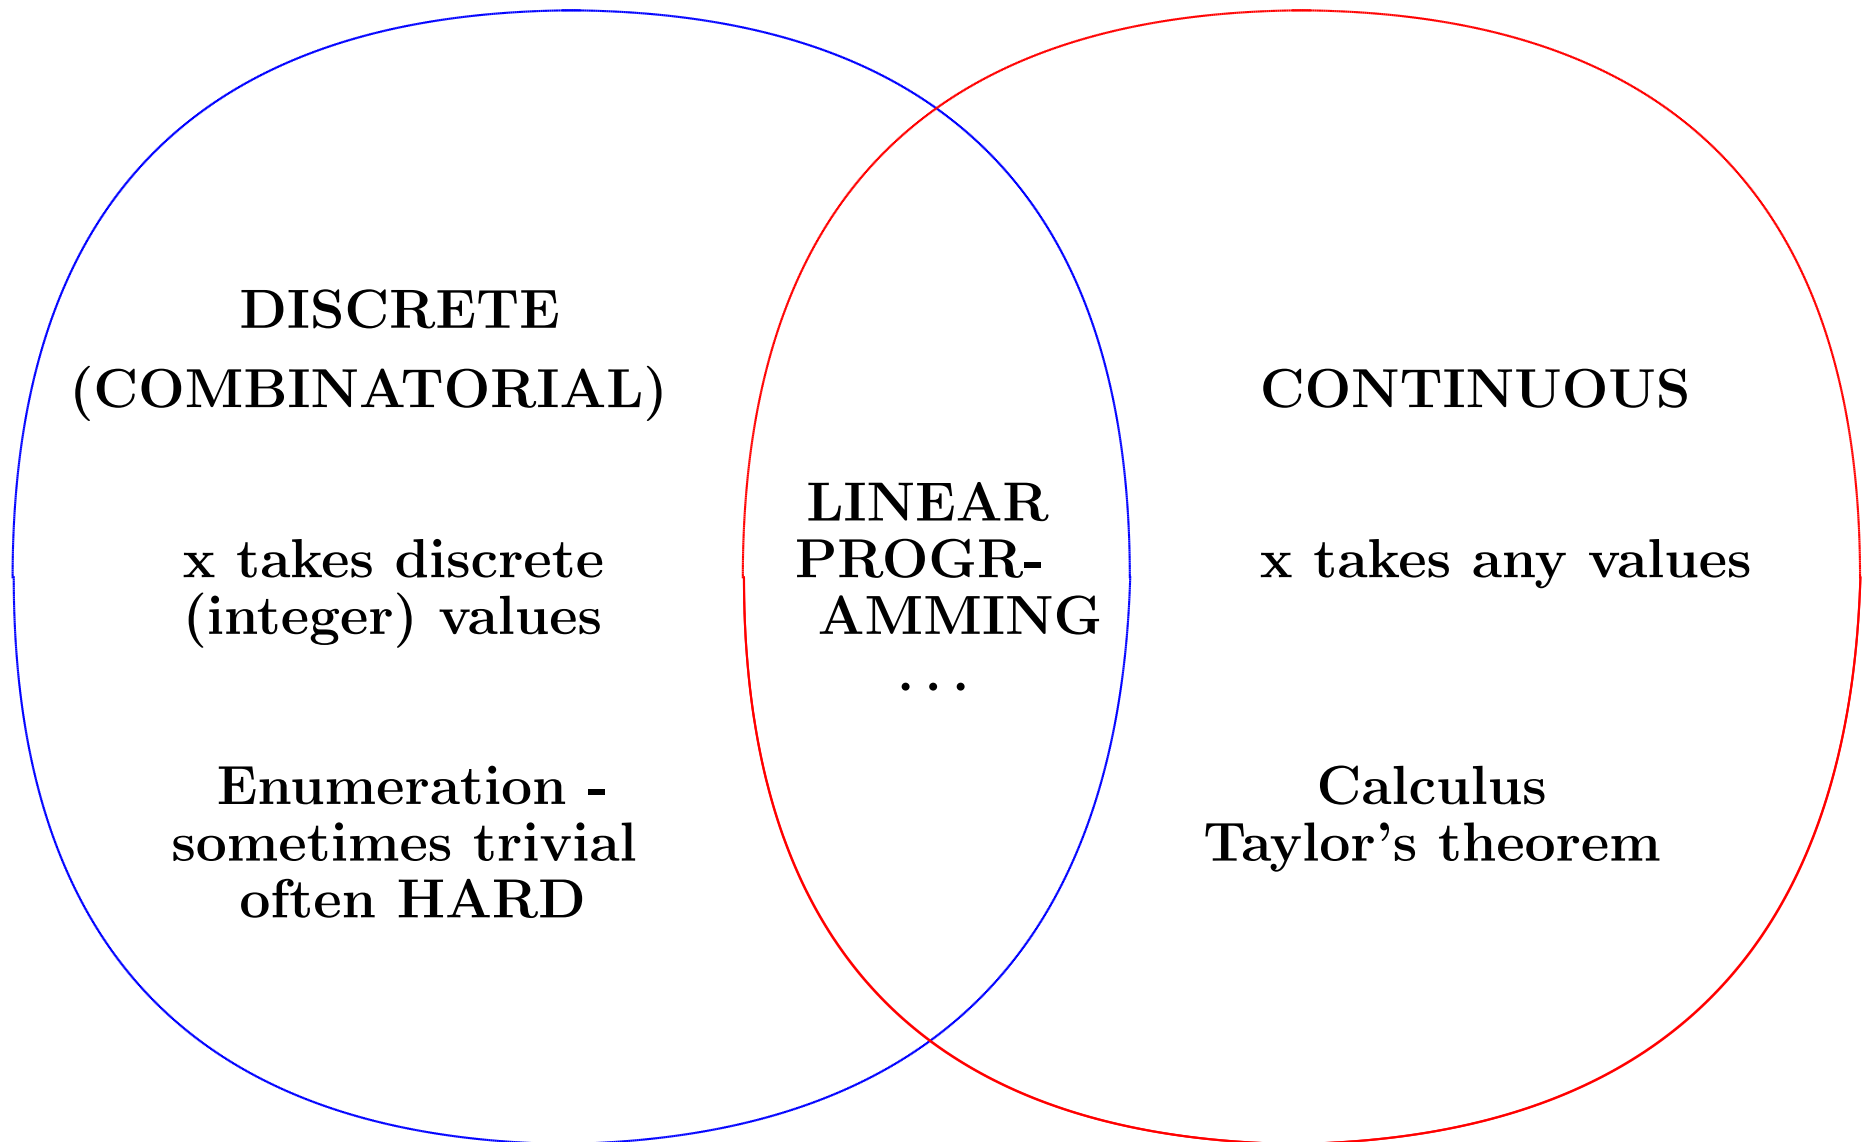 DISCRETE
(COMBINATORIAL)
x takes discrete
(integer) values
Enumeration -
sometimes trivial
often HARD
LINEAR
PROGR-
AMMING
...
CONTINUOUS
x takes any values
Calculus
Taylor's theorem